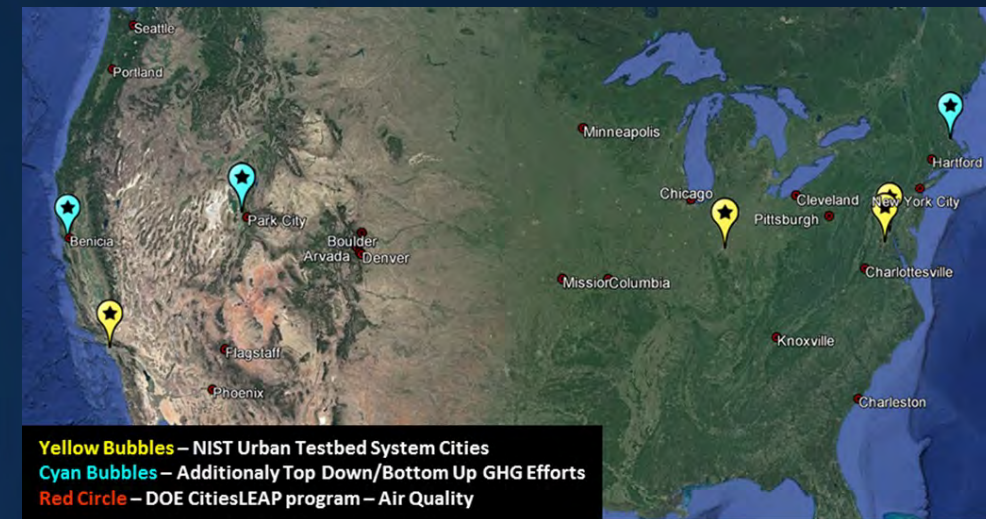 Seattle
Portland
Minneapolis
Hartford
Chicago
Cleveland
New York City
Park City
Pittsburgh
Benicia
Boulder
Arvada
Denver
Charlottesville
Missior
Columbia
Knoxville
Flagstaff
Phoenix
Charleston
Yellow Bubbles – NIST Urban Testbed System Cities
Cyan Bubbles – Additionaly Top Down/Bottom Up GHG Efforts
Red Circle – DOE CitiesLEAP program – Air Quality